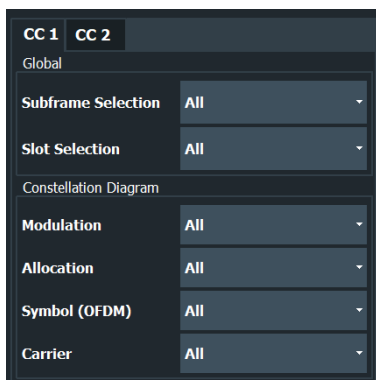 CC 1 CC 2
Global
Subframe Selection All
Slot Selection All
Constellation Diagram
Modulation All
Allocation All
Symbol (OFDM) All
Carrier All